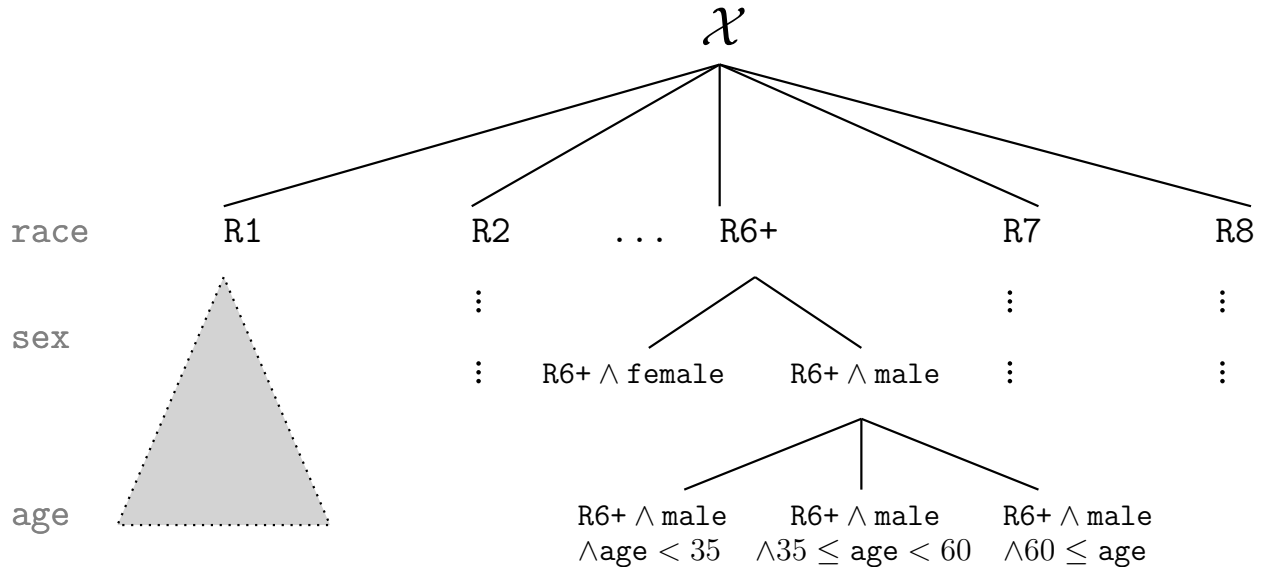 𝒳
race R1 R2 ... R6+ R7 R8
⋮ ⋮ ⋮
sex
⋮ R6+ ∧ female R6+ ∧ male ⋮ ⋮
age R6+ ∧ male R6+ ∧ male R6+ ∧ male
∧age < 35 ∧35 ≤ age < 60 ∧60 ≤ age